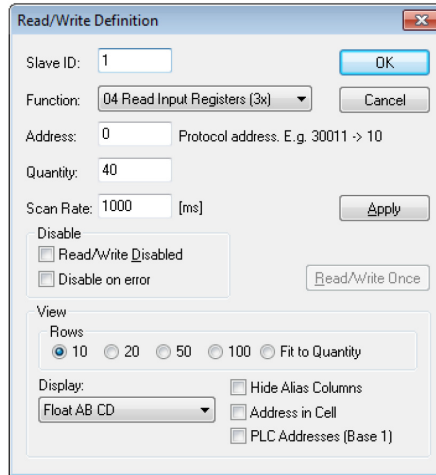 Read/Write Definition
Slave ID: 1 OK
Function: 04 Read Input Registers (3x) Cancel
Address: 0 Protocol address. E.g. 30011 -> 10
Quantity: 40
Scan Rate: 1000 [ms] Apply
Disable
Read/Write Disabled
Disable on error Read/Write Once
View
Rows
10 20 50 100 Fit to Quantity
Display: Hide Alias Columns
Float AB CD Address in Cell
PLC Addresses (Base 1)